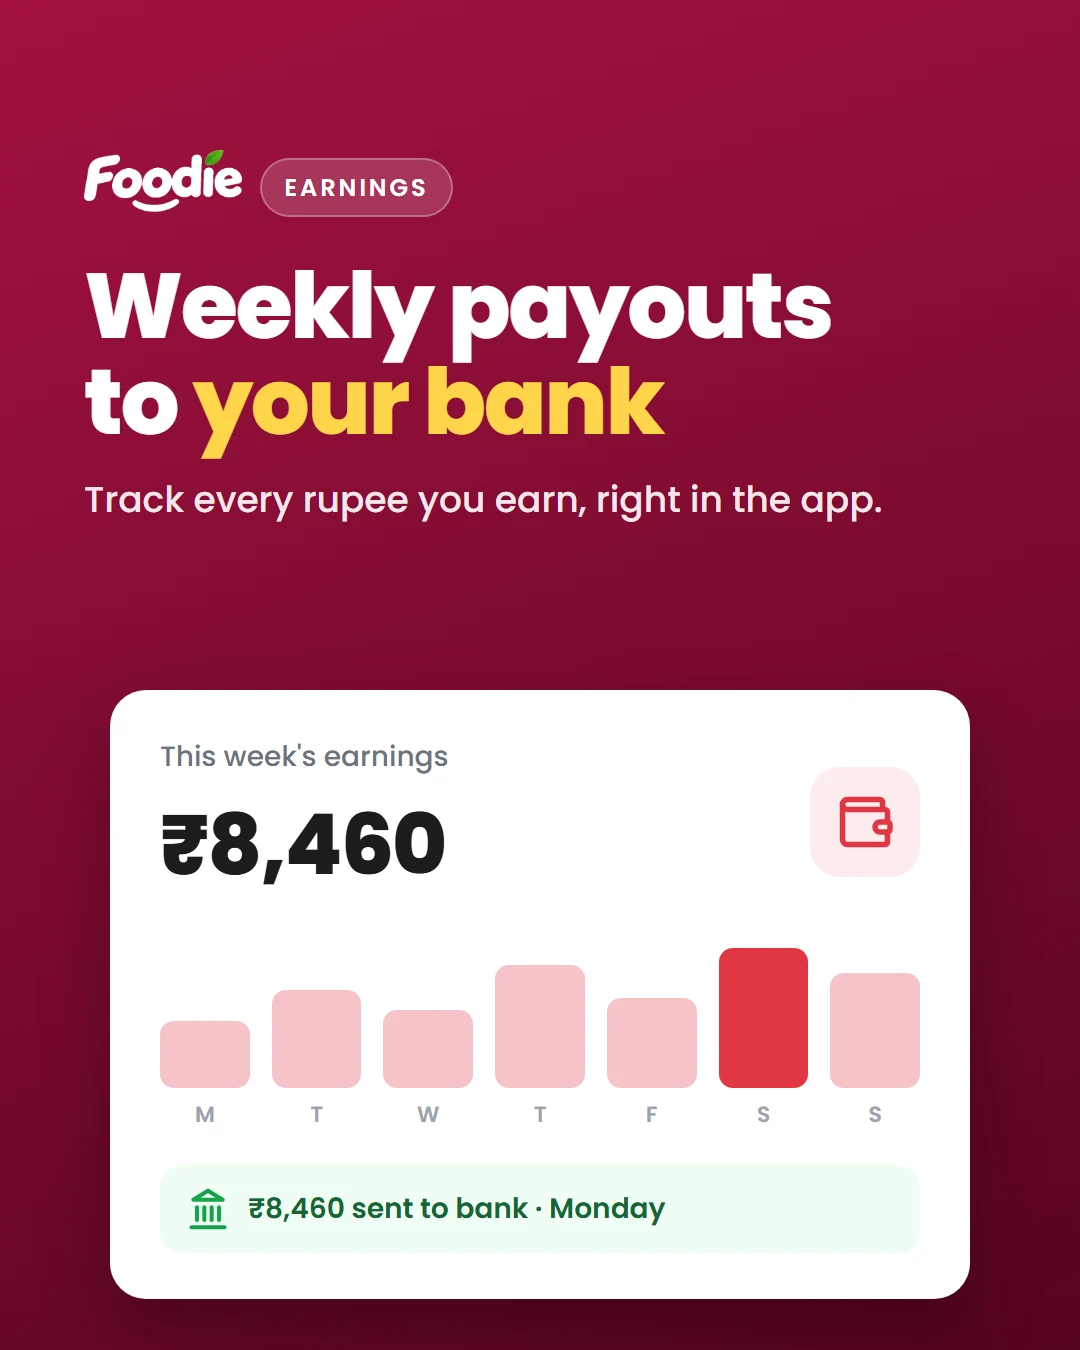 Foodie
EARNINGS
Weekly payouts
to your bank
Track every rupee you earn, right in the app.
This week's earnings
₹8,460
M T W T F S S
₹8,460 sent to bank · Monday